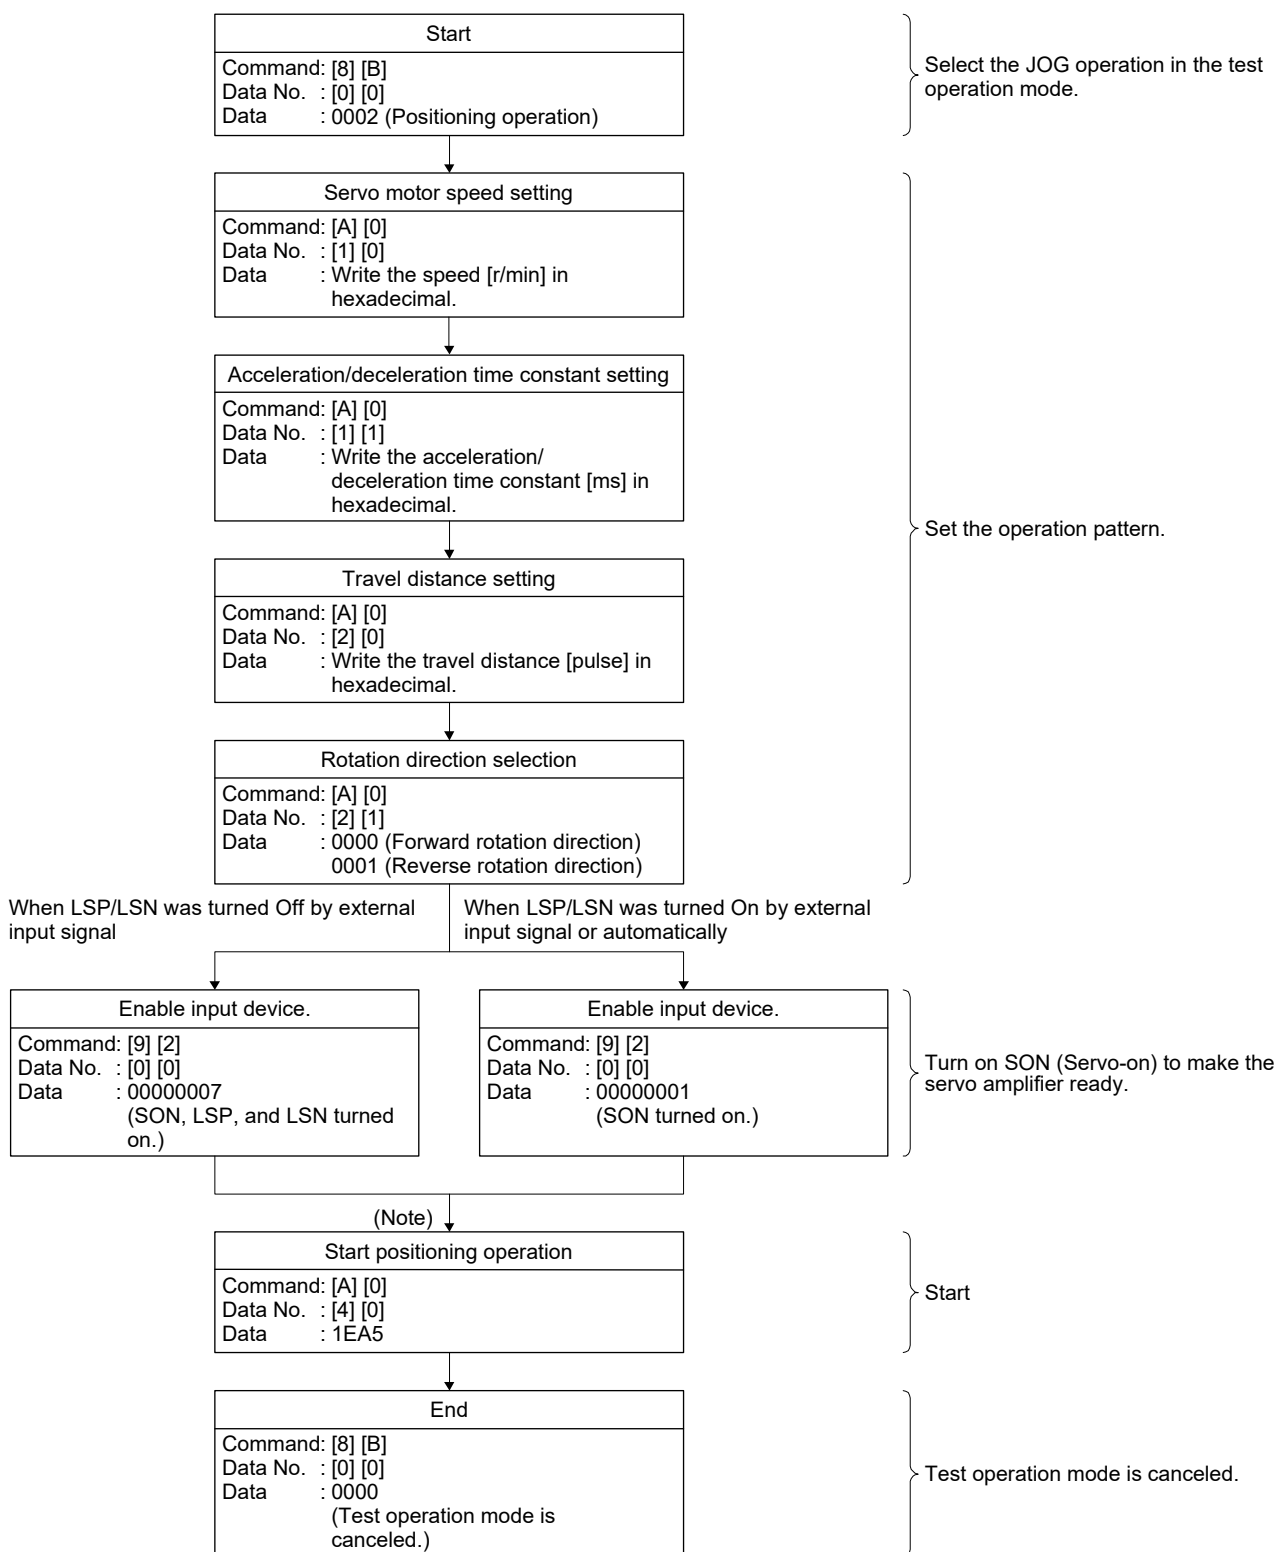 Start
Command: [8] [B]
Data No. : [0] [0]
Data : 0002 (Positioning operation)
Select the JOG operation in the test
operation mode.
Servo motor speed setting
Command: [A] [0]
Data No. : [1] [0]
Data : Write the speed [r/min] in
hexadecimal.
Acceleration/deceleration time constant setting
Command: [A] [0]
Data No. : [1] [1]
Data : Write the acceleration/
deceleration time constant [ms] in
hexadecimal.
Travel distance setting
Command: [A] [0]
Data No. : [2] [0]
Data : Write the travel distance [pulse] in
hexadecimal.
Rotation direction selection
Command: [A] [0]
Data No. : [2] [1]
Data : 0000 (Forward rotation direction)
0001 (Reverse rotation direction)
Set the operation pattern.
When LSP/LSN was turned Off by external
input signal
When LSP/LSN was turned On by external
input signal or automatically
Enable input device.
Command: [9] [2]
Data No. : [0] [0]
Data : 00000007
(SON, LSP, and LSN turned
on.)
Enable input device.
Command: [9] [2]
Data No. : [0] [0]
Data : 00000001
(SON turned on.)
Turn on SON (Servo-on) to make the
servo amplifier ready.
(Note)
Start positioning operation
Command: [A] [0]
Data No. : [4] [0]
Data : 1EA5
Start
End
Command: [8] [B]
Data No. : [0] [0]
Data : 0000
(Test operation mode is
canceled.)
Test operation mode is canceled.